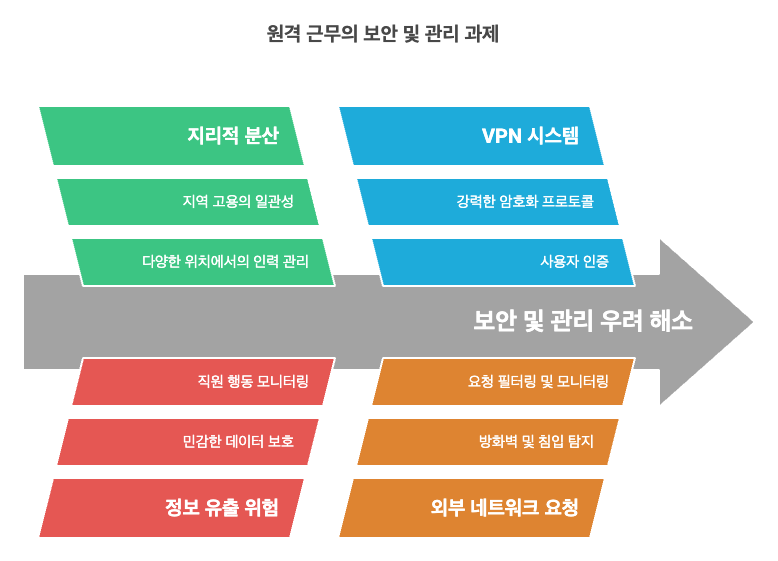 원격 근무의 보안 및 관리 과제
지리적 분산
지역 고용의 일관성
다양한 위치에서의 인력 관리
VPN 시스템
강력한 암호화 프로토콜
사용자 인증
보안 및 관리 우려 해소
직원 행동 모니터링
민감한 데이터 보호
정보 유출 위험
요청 필터링 및 모니터링
방화벽 및 침입 탐지
외부 네트워크 요청